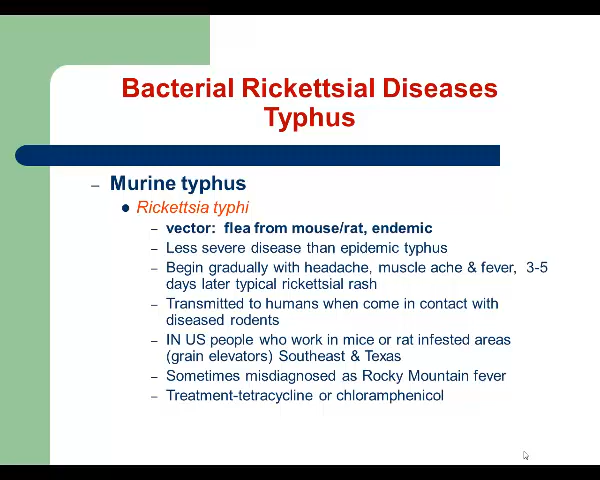 Bacterial Rickettsial Diseases
Typhus
– Murine typhus
● Rickettsia typhi
– vector: flea from mouse/rat, endemic
– Less severe disease than epidemic typhus
– Begin gradually with headache, muscle ache & fever, 3-5
days later typical rickettsial rash
– Transmitted to humans when come in contact with
diseased rodents
– IN US people who work in mice or rat infested areas
(grain elevators) Southeast & Texas
– Sometimes misdiagnosed as Rocky Mountain fever
– Treatment-tetracycline or chloramphenicol